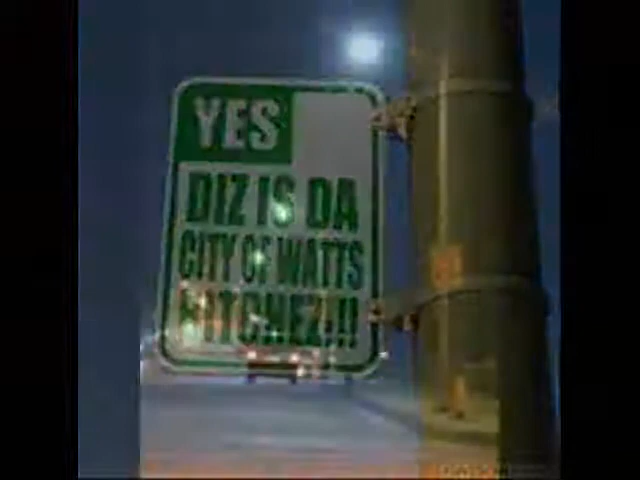 YES
DIZ IS DA
CITY OF WATTS
BITCHEZ!!!